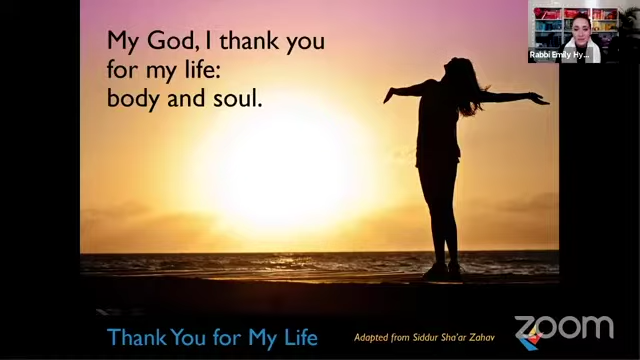 My God, I thank you
for my life:
body and soul.
Rabbi Emily Hy...
Thank You for My Life
Adapted from Siddur Sha'ar Zahav
zoom